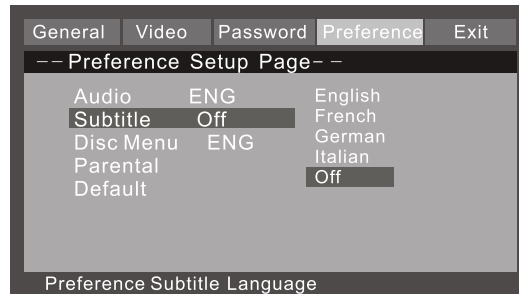 General Video Password Preference Exit
-- Preference Setup Page--
Audio ENG
Subtitle Off
Disc Menu ENG
Parental
Default
English
French
German
Italian
Off
Preference Subtitle Language